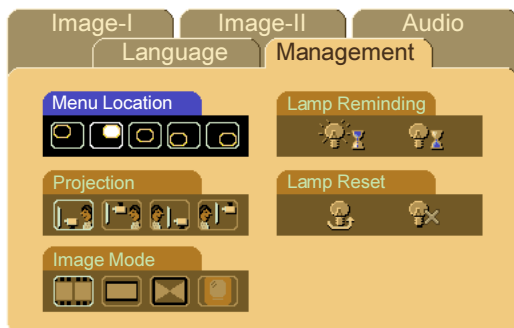 Image-I Image-II Audio
Language Management
Menu Location
Lamp Reminding
Projection
Lamp Reset
Image Mode